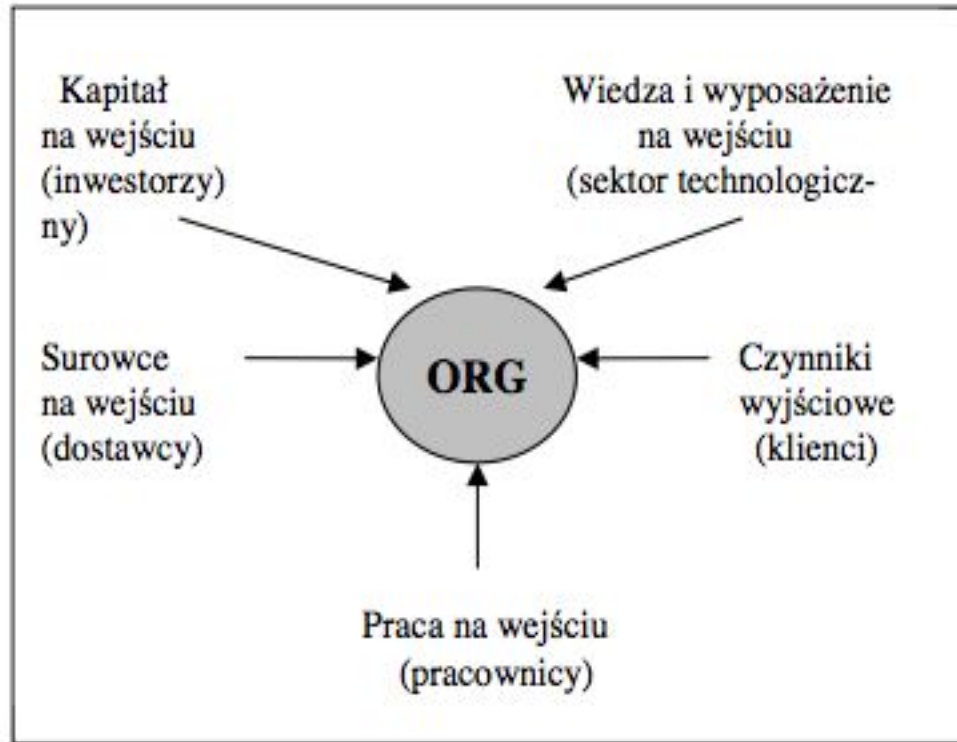 Kapitał
na wejściu
(inwestorzy)
ny)
Wiedza i wyposażenie
na wejściu
(sektor technologicz-
Surowce
na wejściu
(dostawcy)
ORG
Czynniki
wyjściowe
(klienci)
Praca na wejściu
(pracownicy)